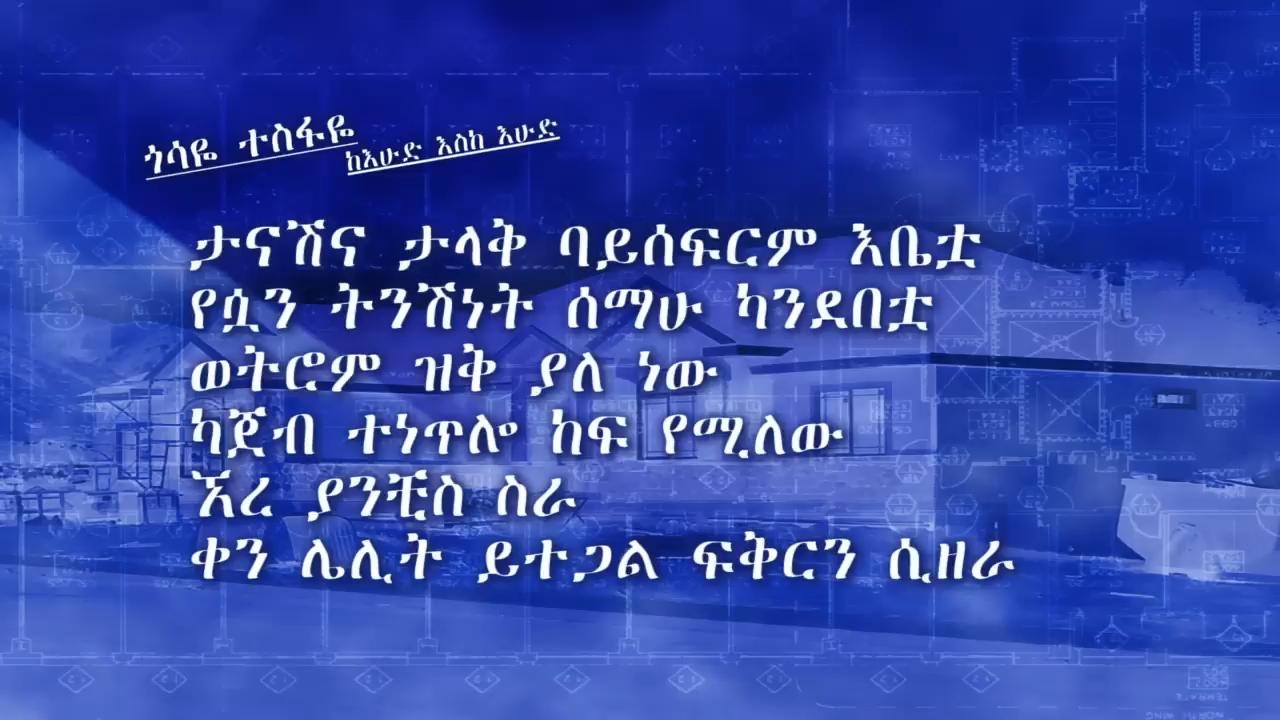 ጎሳዬ ተስፋዬ
ከእሁድ እስከ እሁድ
ታናሽና ታላቅ ባይሰፍርም እቤቷ
የሷን ትንሽነት ሰማሁ ካንደበቷ
ወትሮም ዝቅ ያለ ነው
ካጀብ ተነጥሎ ከፍ የሚለው
ኧረ ያንቺስ ስራ
ቀን ሌሊት ይተጋል ፍቅርን ሲዘራ